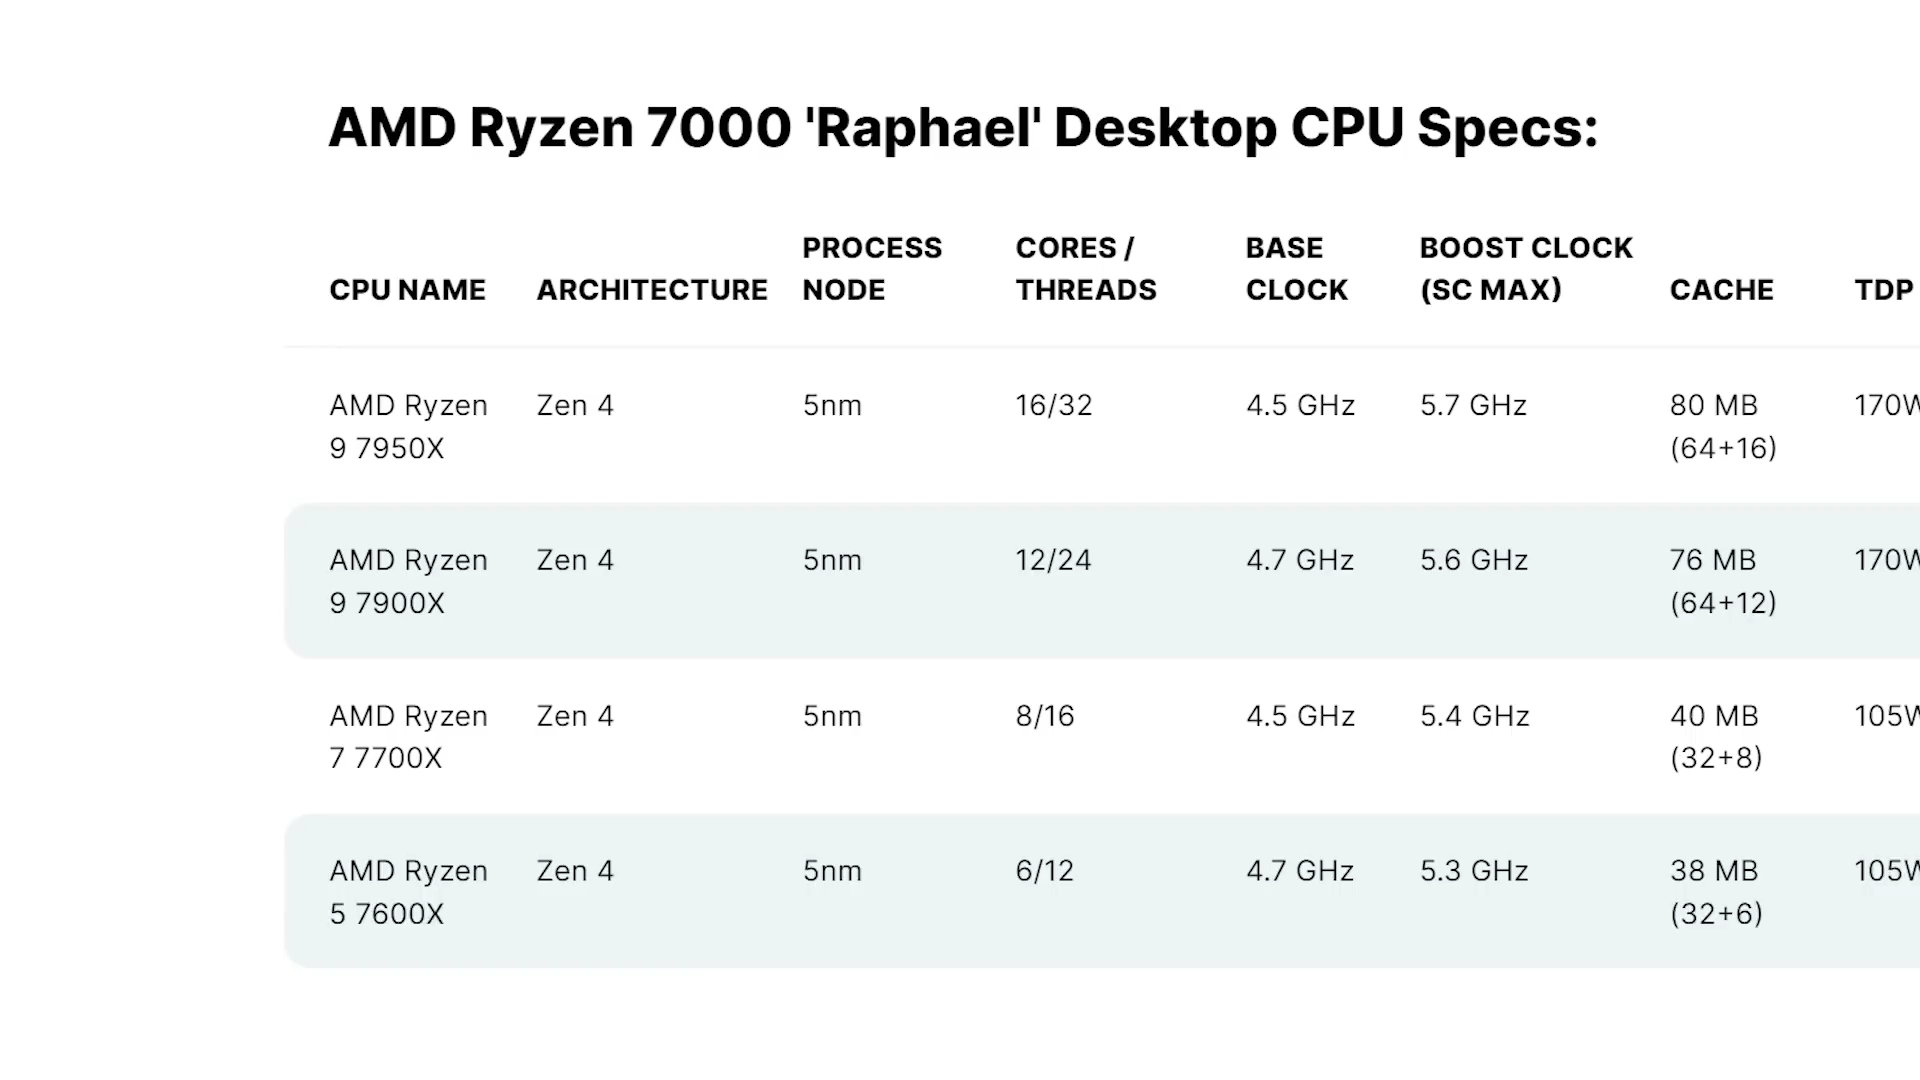 AMD Ryzen 7000 'Raphael' Desktop CPU Specs:
CPU NAME ARCHITECTURE PROCESS NODE CORES / THREADS BASE CLOCK BOOST CLOCK (SC MAX) CACHE TDP
AMD Ryzen 9 7950X Zen 4 5nm 16/32 4.5 GHz 5.7 GHz 80 MB (64+16) 170W
AMD Ryzen 9 7900X Zen 4 5nm 12/24 4.7 GHz 5.6 GHz 76 MB (64+12) 170W
AMD Ryzen 7 7700X Zen 4 5nm 8/16 4.5 GHz 5.4 GHz 40 MB (32+8) 105W
AMD Ryzen 5 7600X Zen 4 5nm 6/12 4.7 GHz 5.3 GHz 38 MB (32+6) 105W